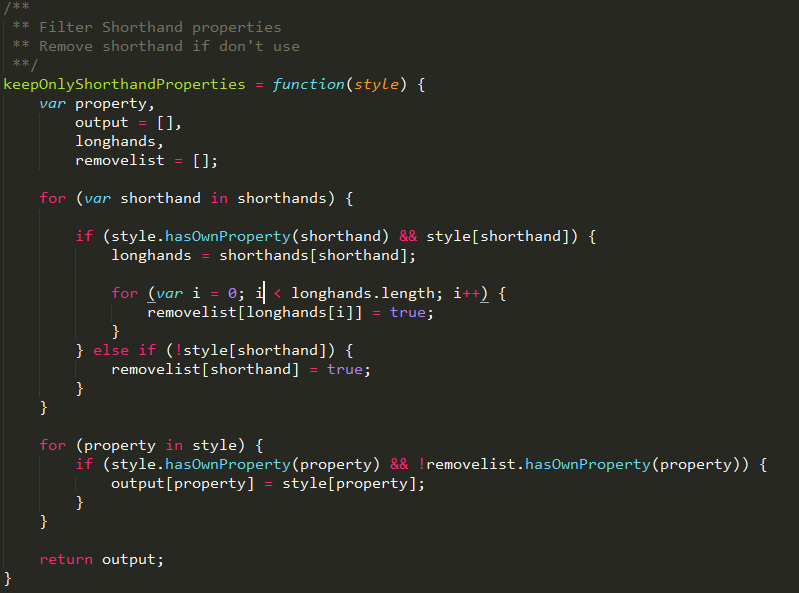 /**
 ** Filter Shorthand properties
 ** Remove shorthand if don't use
 **/
keepOnlyShorthandProperties = function(style) {
    var property,
        output = [],
        longhands,
        removelist = [];
    for (var shorthand in shorthands) {
        if (style.hasOwnProperty(shorthand) && style[shorthand]) {
            longhands = shorthands[shorthand];
            for (var i = 0; i < longhands.length; i++) {
                removelist[longhands[i]] = true;
            }
        } else if (!style[shorthand]) {
            removelist[shorthand] = true;
        }
    }
    for (property in style) {
        if (style.hasOwnProperty(property) && !removelist.hasOwnProperty(property)) {
            output[property] = style[property];
        }
    }
    return output;
}